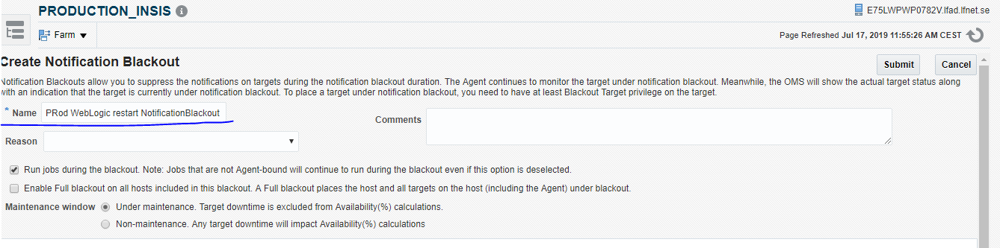 PRODUCTION_INSIS
E75LWPWP0782V.lfad.lfnet.se
Farm
Page Refreshed Jul 17, 2019 11:55:26 AM CEST
Create Notification Blackout
Submit
Cancel
Notification Blackouts allow you to suppress the notifications on targets during the notification blackout duration. The Agent continues to monitor the target under notification blackout. Meanwhile, the OMS will show the actual target status along
with an indication that the target is currently under notification blackout. To place a target under notification blackout, you need to have at least Blackout Target privilege on the target.
* Name PRod WebLogic restart NotificationBlackout
Comments
Reason
Run jobs during the blackout. Note: Jobs that are not Agent-bound will continue to run during the blackout even if this option is deselected.
Enable Full blackout on all hosts included in this blackout. A Full blackout places the host and all targets on the host (including the Agent) under blackout.
Maintenance window Under maintenance. Target downtime is excluded from Availability(%) calculations.
Non-maintenance. Any target downtime will impact Availability(%) calculations